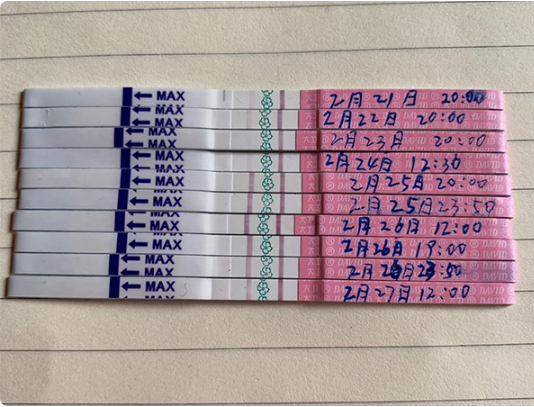 ← MAX 2月21日 20:00
← MAX 2月22日 20:00
← MAX 2月23日 20:00
← MAX 2月24日 12:30
← MAX 2月25日 20:00
← MAX 2月25日 23:50
← MAX 2月26日 12:00
← MAX 2月26日 19:00
← MAX 2月26日 23:50
← MAX 2月27日 12:00